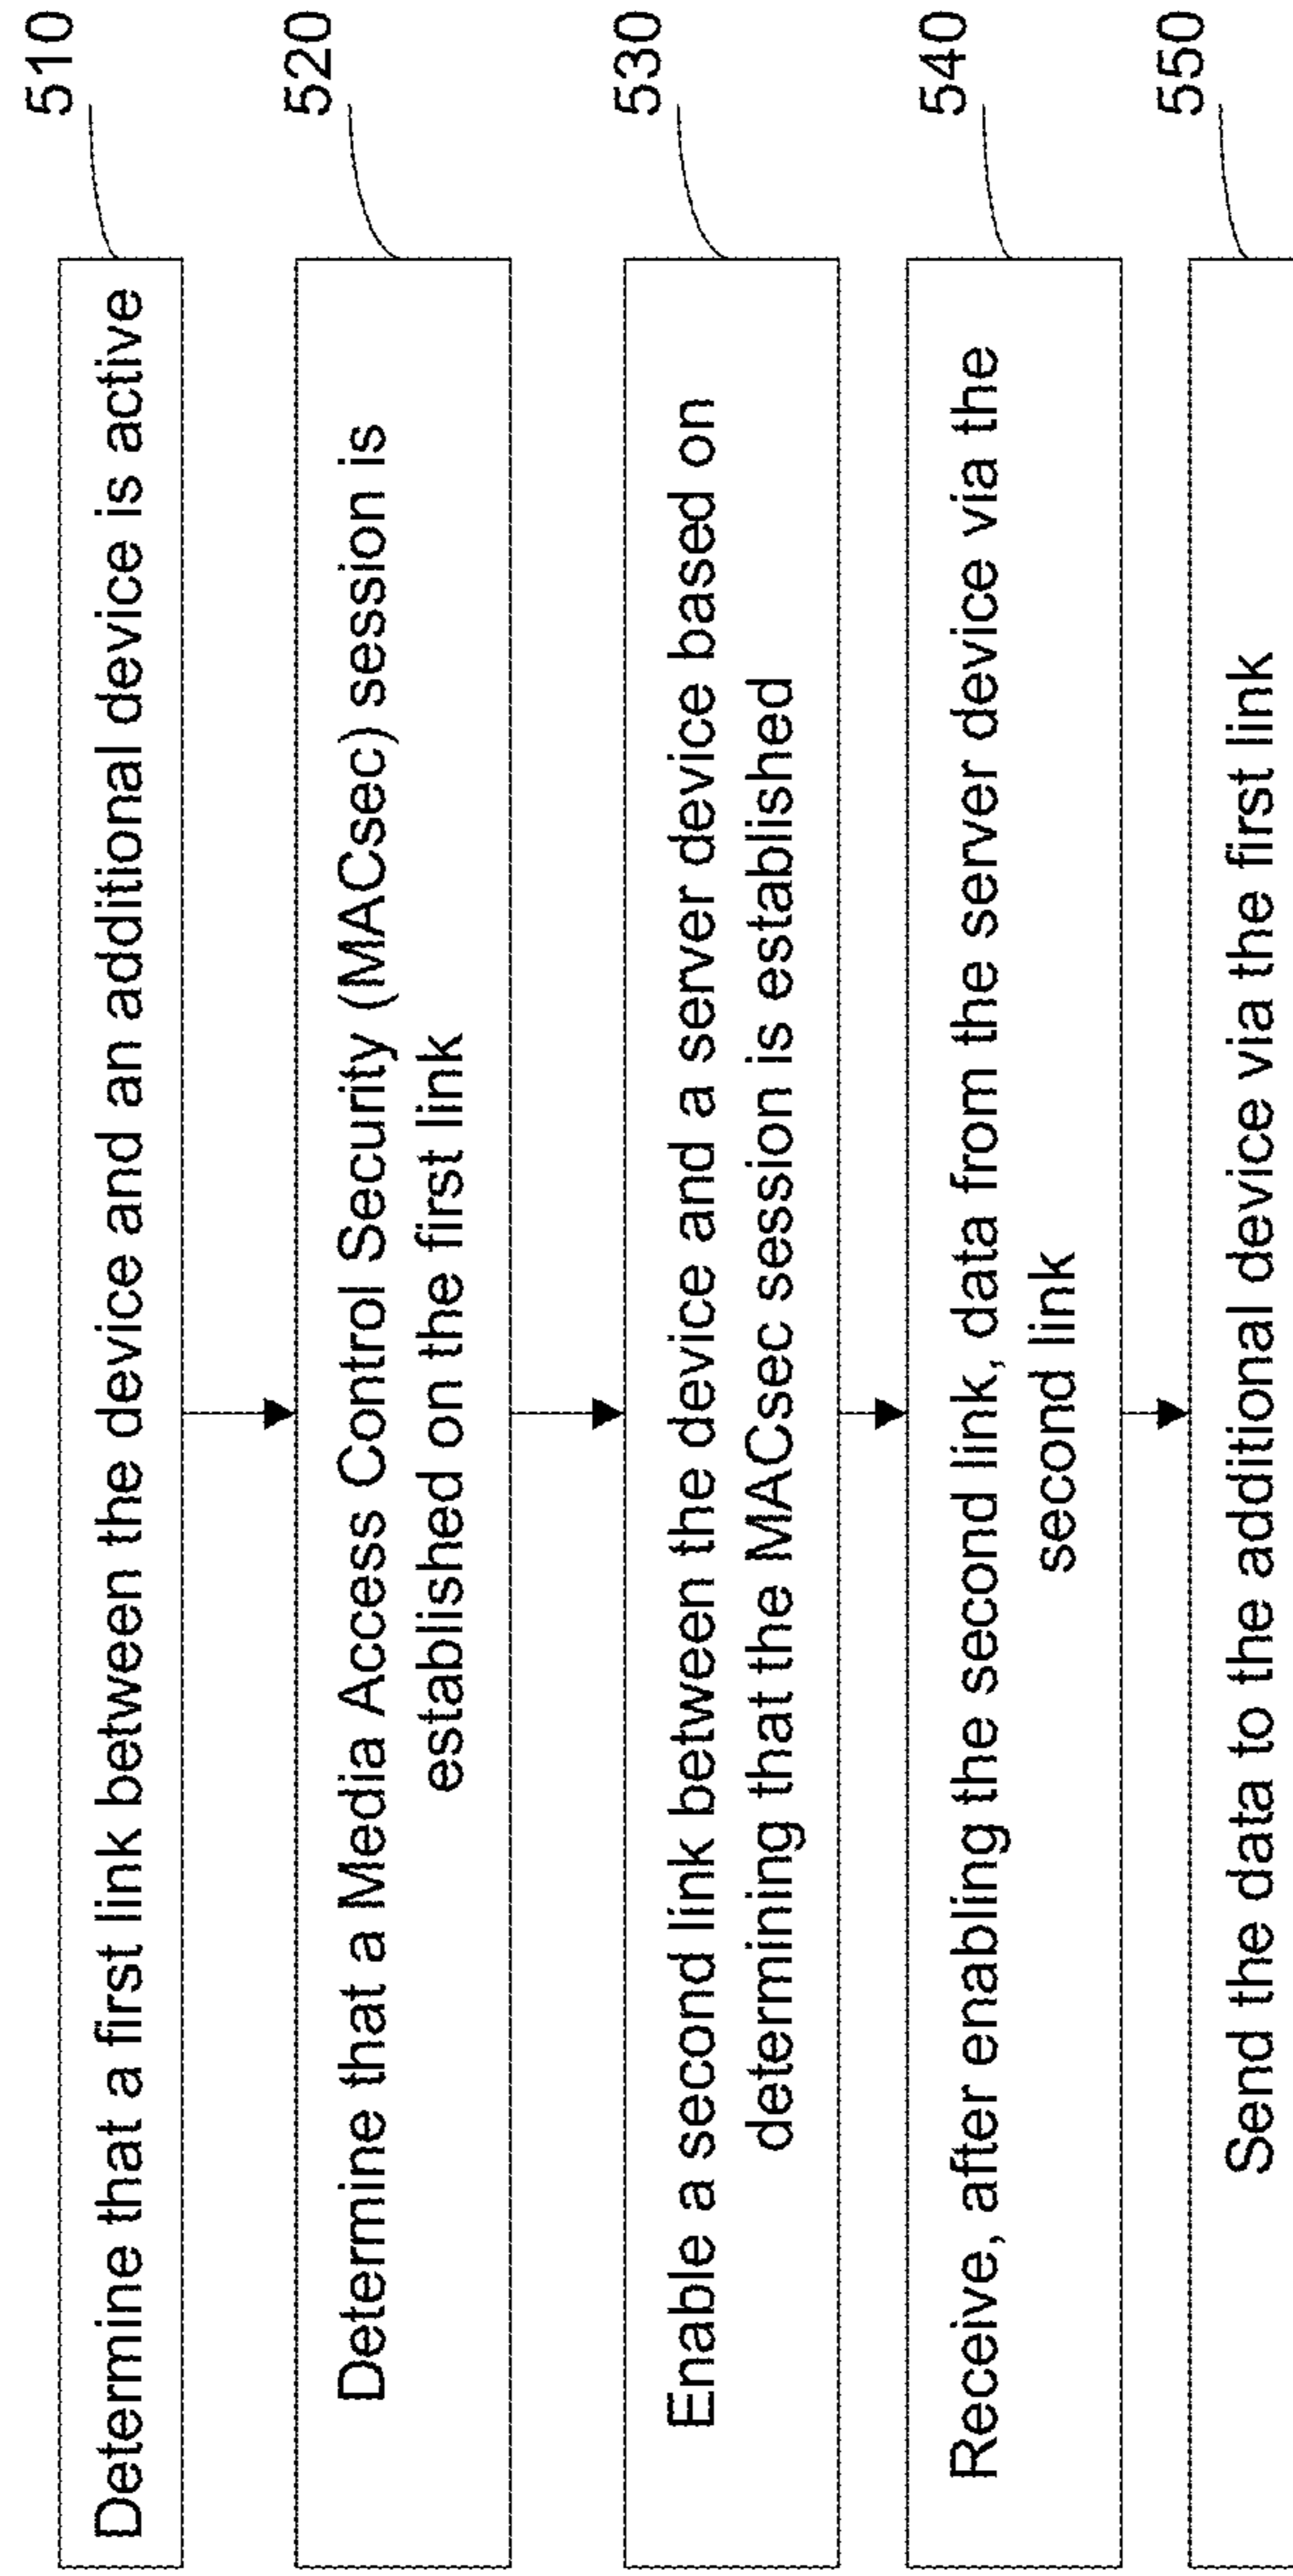 510
Determine that a first link between the device and an additional device is active
520
Determine that a Media Access Control Security (MACsec) session is
established on the first link
530
Enable a second link between the device and a server device based on
determining that the MACsec session is established
540
Receive, after enabling the second link, data from the server device via the
second link
550
Send the data to the additional device via the first link